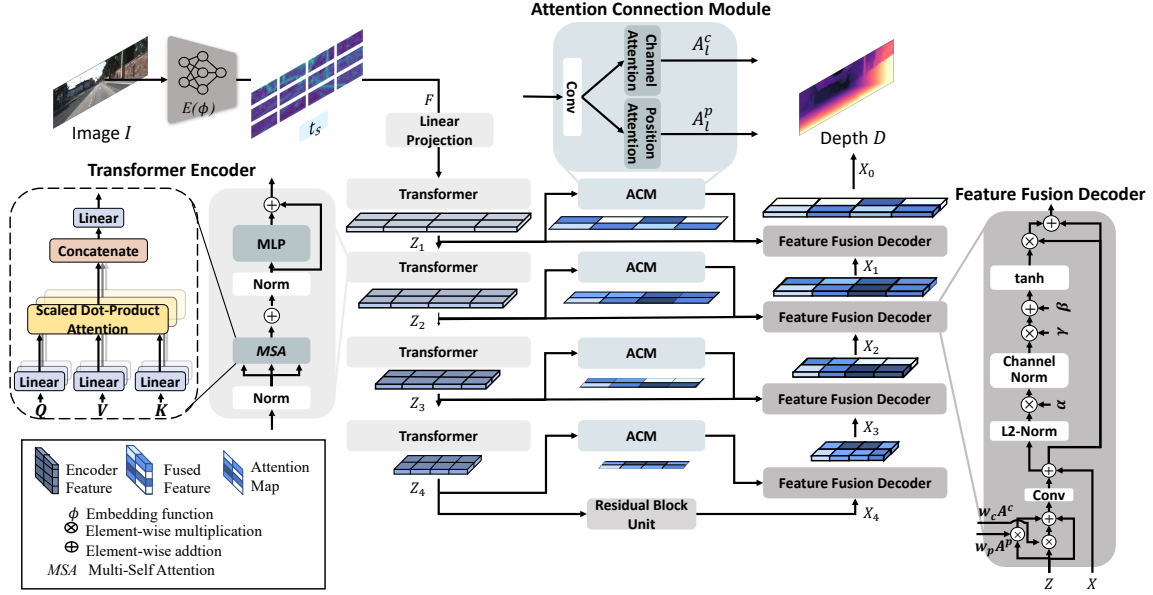 Attention Connection Module
Image I
E(ϕ)
t_s
F
Linear
Projection
Conv
Channel
Attention
Position
Attention
A_l^c
A_l^p
Depth D
X_0
Transformer Encoder
Linear
Concatenate
Scaled Dot-Product
Attention
Linear
Linear
Linear
Q
V
K
MLP
Norm
MSA
Norm
Transformer
Z_1
Transformer
Z_2
Transformer
Z_3
Transformer
Z_4
ACM
ACM
ACM
ACM
Residual Block
Unit
Feature Fusion Decoder
X_1
Feature Fusion Decoder
X_2
Feature Fusion Decoder
X_3
Feature Fusion Decoder
X_4
Feature Fusion Decoder
tanh
β
γ
Channel
Norm
α
L2-Norm
Conv
w_cA^c
w_pA^p
Z
X
Encoder
Feature
Fused
Feature
Attention
Map
ϕ Embedding function
⊗ Element-wise multiplication
⊕ Element-wise addtion
MSA Multi-Self Attention